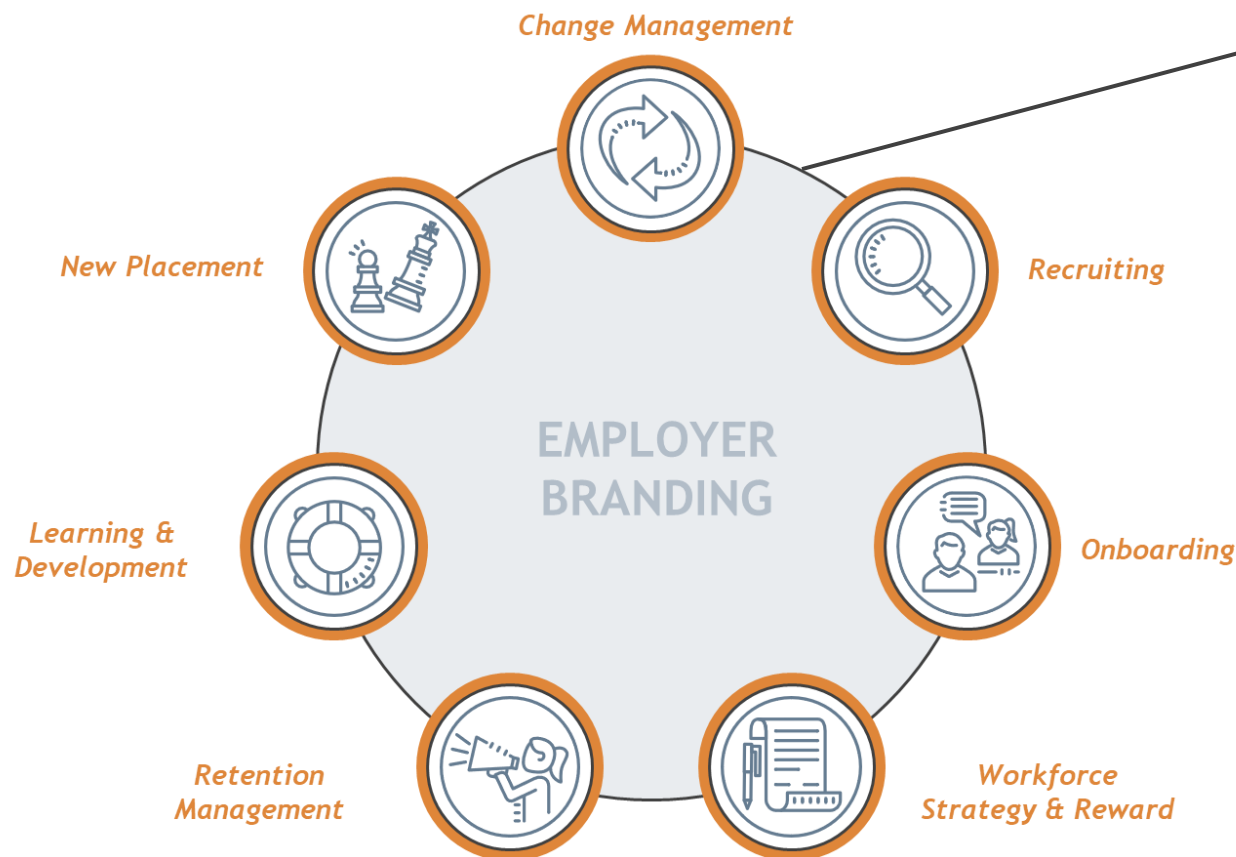 Change Management
New Placement
Recruiting
EMPLOYER
BRANDING
Learning &
Development
Onboarding
Retention
Management
Workforce
Strategy & Reward